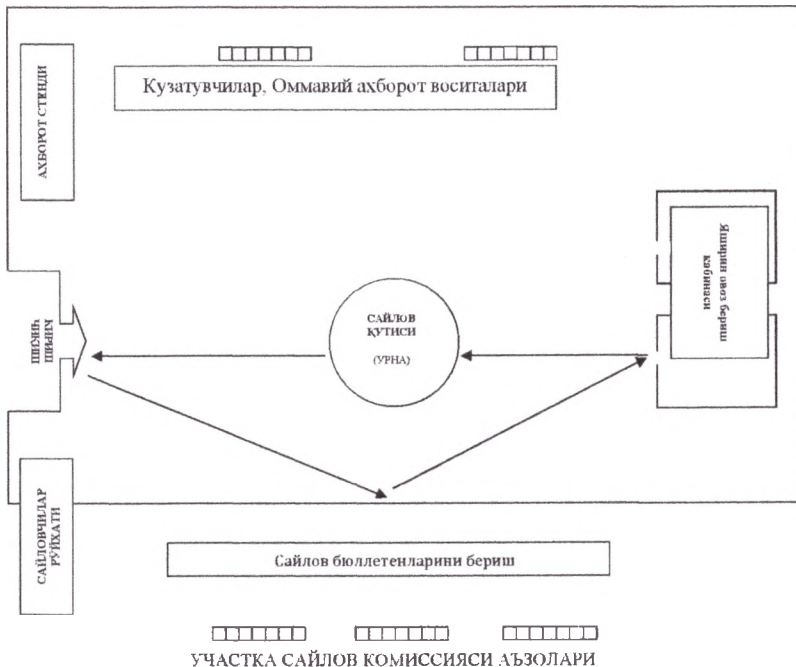 Кузатувчилар, Оммавий ахборот воситалари
АХБОРОТ СТЕНДИ
Яширин овоз бериш
кабинаси
САЙЛОВ
ҚУТИСИ
(УРНА)
КИРИШ
ЧИҚИШ
САЙЛОВЧИЛАР
РЎЙХАТИ
Сайлов бюллетенларини бериш
УЧАСТКА САЙЛОВ КОМИССИЯСИ АЪЗОЛАРИ